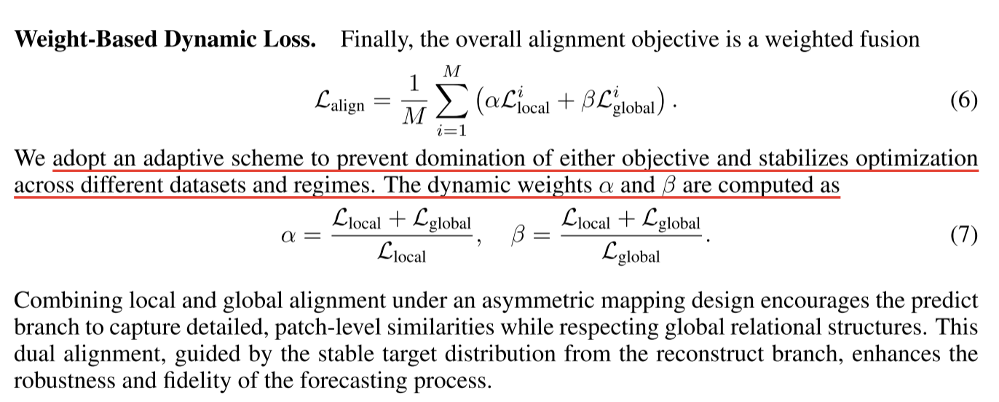 Weight-Based Dynamic Loss. Finally, the overall alignment objective is a weighted fusion
$\mathcal{L}_{\text{align}} = \frac{1}{M} \sum_{i=1}^{M} \left( \alpha \mathcal{L}^{i}_{\text{local}} + \beta \mathcal{L}^{i}_{\text{global}} \right).$ (6)
We adopt an adaptive scheme to prevent domination of either objective and stabilizes optimization
across different datasets and regimes. The dynamic weights α and β are computed as
$\alpha = \frac{\mathcal{L}_{\text{local}} + \mathcal{L}_{\text{global}}}{\mathcal{L}_{\text{local}}}, \quad \beta = \frac{\mathcal{L}_{\text{local}} + \mathcal{L}_{\text{global}}}{\mathcal{L}_{\text{global}}}.$ (7)
Combining local and global alignment under an asymmetric mapping design encourages the predict
branch to capture detailed, patch-level similarities while respecting global relational structures. This
dual alignment, guided by the stable target distribution from the reconstruct branch, enhances the
robustness and fidelity of the forecasting process.